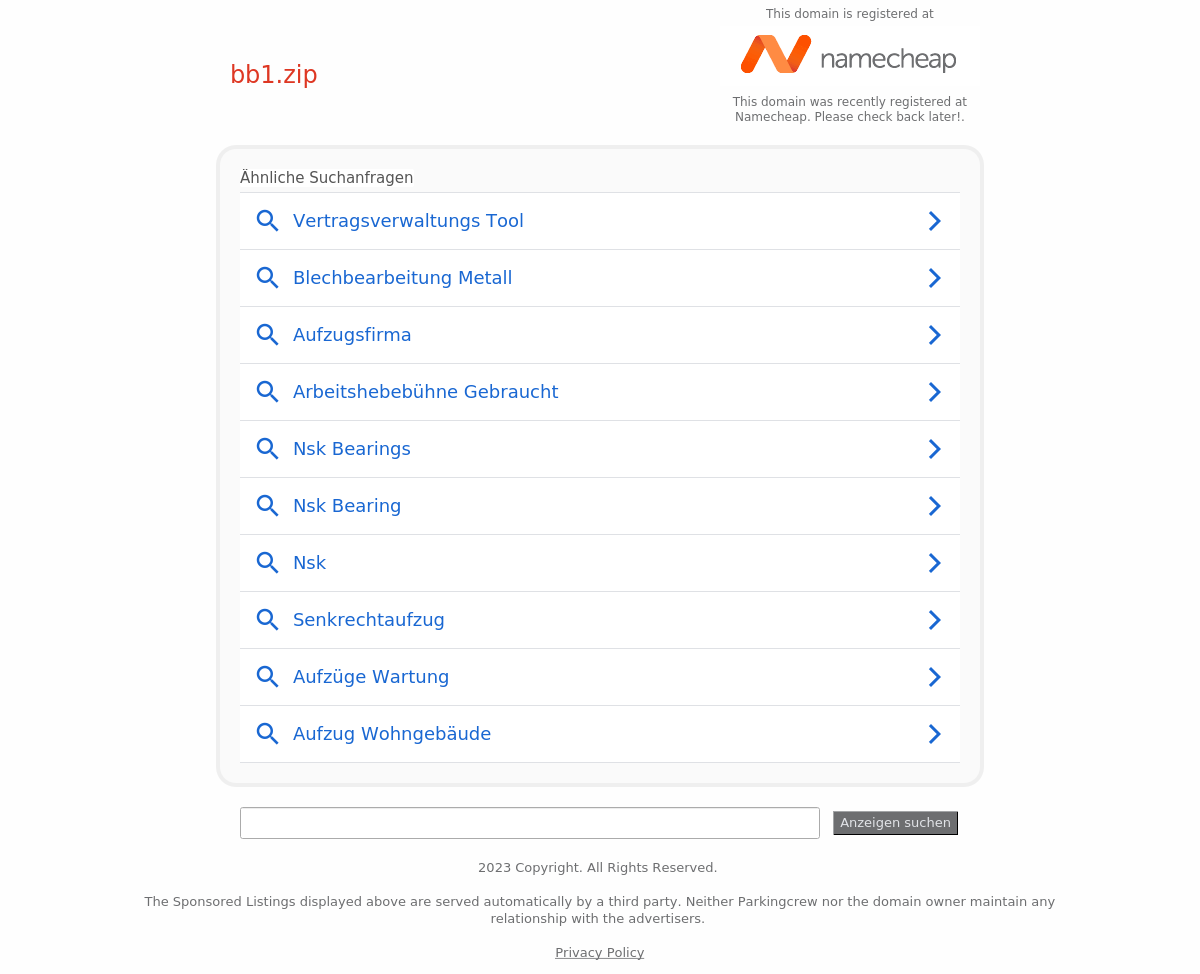 This domain is registered at
namecheap
bb1.zip
This domain was recently registered at
Namecheap. Please check back later!.
Ähnliche Suchanfragen
Vertragsverwaltungs Tool
Blechbearbeitung Metall
Aufzugsfirma
Arbeitshebebühne Gebraucht
Nsk Bearings
Nsk Bearing
Nsk
Senkrechtaufzug
Aufzüge Wartung
Aufzug Wohngebäude
Anzeigen suchen
2023 Copyright. All Rights Reserved.
The Sponsored Listings displayed above are served automatically by a third party. Neither Parkingcrew nor the domain owner maintain any
relationship with the advertisers.
Privacy Policy